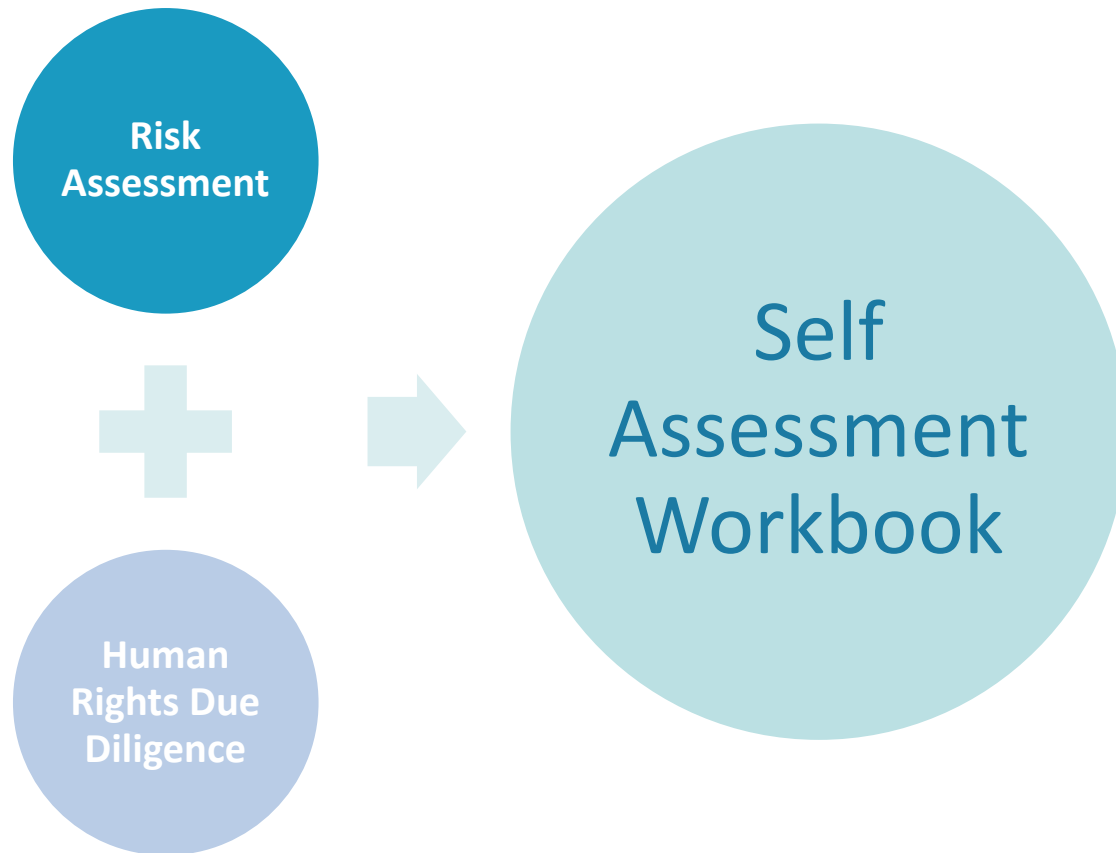 Risk
Assessment
Human
Rights Due
Diligence
Self
Assessment
Workbook